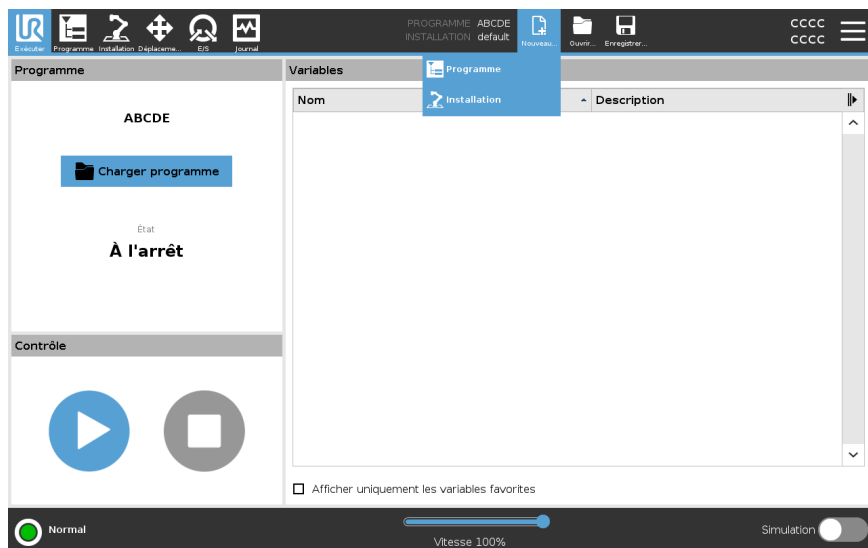 Exécuter Programme Installation Déplaceme... E/S Journal
PROGRAMME ABCDE
INSTALLATION default
Nouveau... Ouvrir... Enregistrer...
CCCC
CCCC
Programme
Installation
Programme
ABCDE
Charger programme
État
À l'arrêt
Contrôle
Variables
Nom Description
Afficher uniquement les variables favorites
Normal
Vitesse 100%
Simulation